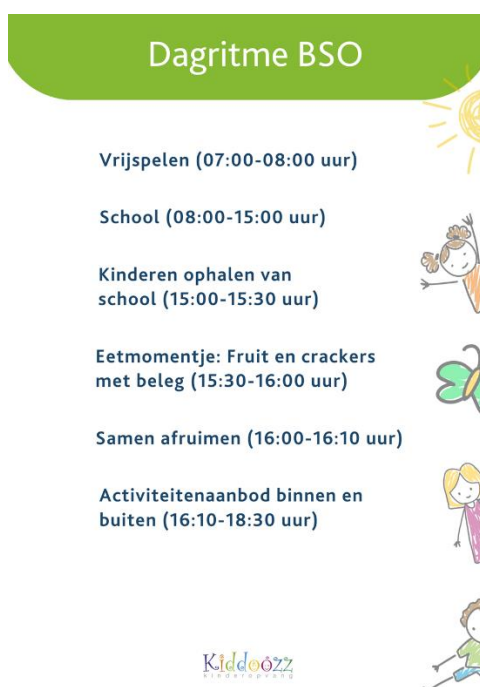 Dagritme BSO
Vrijspelen (07:00-08:00 uur)
School (08:00-15:00 uur)
Kinderen ophalen van
school (15:00-15:30 uur)
Eetmomentje: Fruit en crackers
met beleg (15:30-16:00 uur)
Samen afruimen (16:00-16:10 uur)
Activiteitenaanbod binnen en
buiten (16:10-18:30 uur)
Kiddoozz
kinderopvang